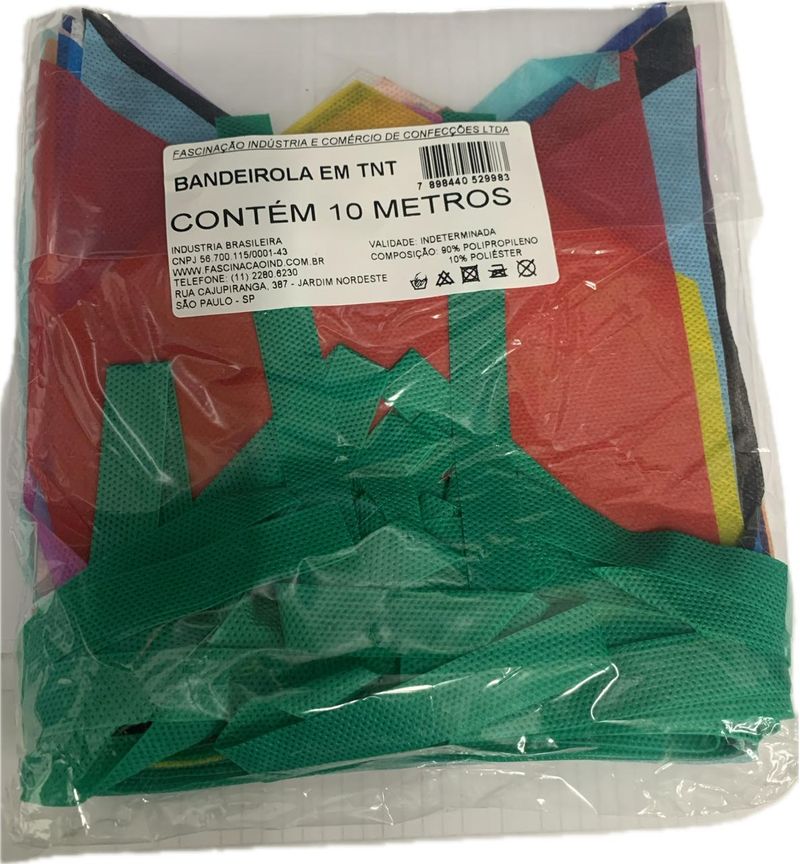 FASCINAÇÃO INDÚSTRIA E COMÉRCIO DE CONFECÇÕES LTDA
BANDEIROLA EM TNT
7 898440 529983
CONTÉM 10 METROS
INDUSTRIA BRASILEIRA
CNPJ 56.700.115/0001-43
WWW.FASCINACAOIND.COM.BR
TELEFONE: (11) 2280.6230
RUA CAJUPIRANGA, 387 - JARDIM NORDESTE
SÃO PAULO - SP
VALIDADE: INDETERMINADA
COMPOSIÇÃO: 90% POLIPROPILENO
10% POLIÉSTER